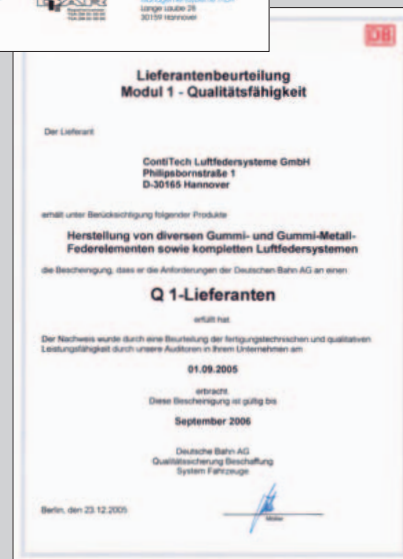 Lange Laube 28
30159 Hannover
DB
Lieferantenbeurteilung
Modul 1 - Qualitätsfähigkeit
Der Lieferant
ContiTech Luftfedersysteme GmbH
Philipsbornstraße 1
D-30165 Hannover
erhält unter Berücksichtigung folgender Produkte
Herstellung von diversen Gummi- und Gummi-Metall-
Federelementen sowie kompletten Luftfedersystemen
die Bescheinigung, dass er die Anforderungen der Deutschen Bahn AG an einen
Q 1-Lieferanten
erfüllt hat.
Der Nachweis wurde durch eine Beurteilung der fertigungstechnischen und qualitativen
Leistungsfähigkeit durch unsere Auditoren in Ihrem Unternehmen am
01.09.2005
erbracht.
Diese Bescheinigung ist gültig bis
September 2006
Deutsche Bahn AG
Qualitätssicherung Beschaffung
System Fahrzeuge
Berlin, den 23.12.2005